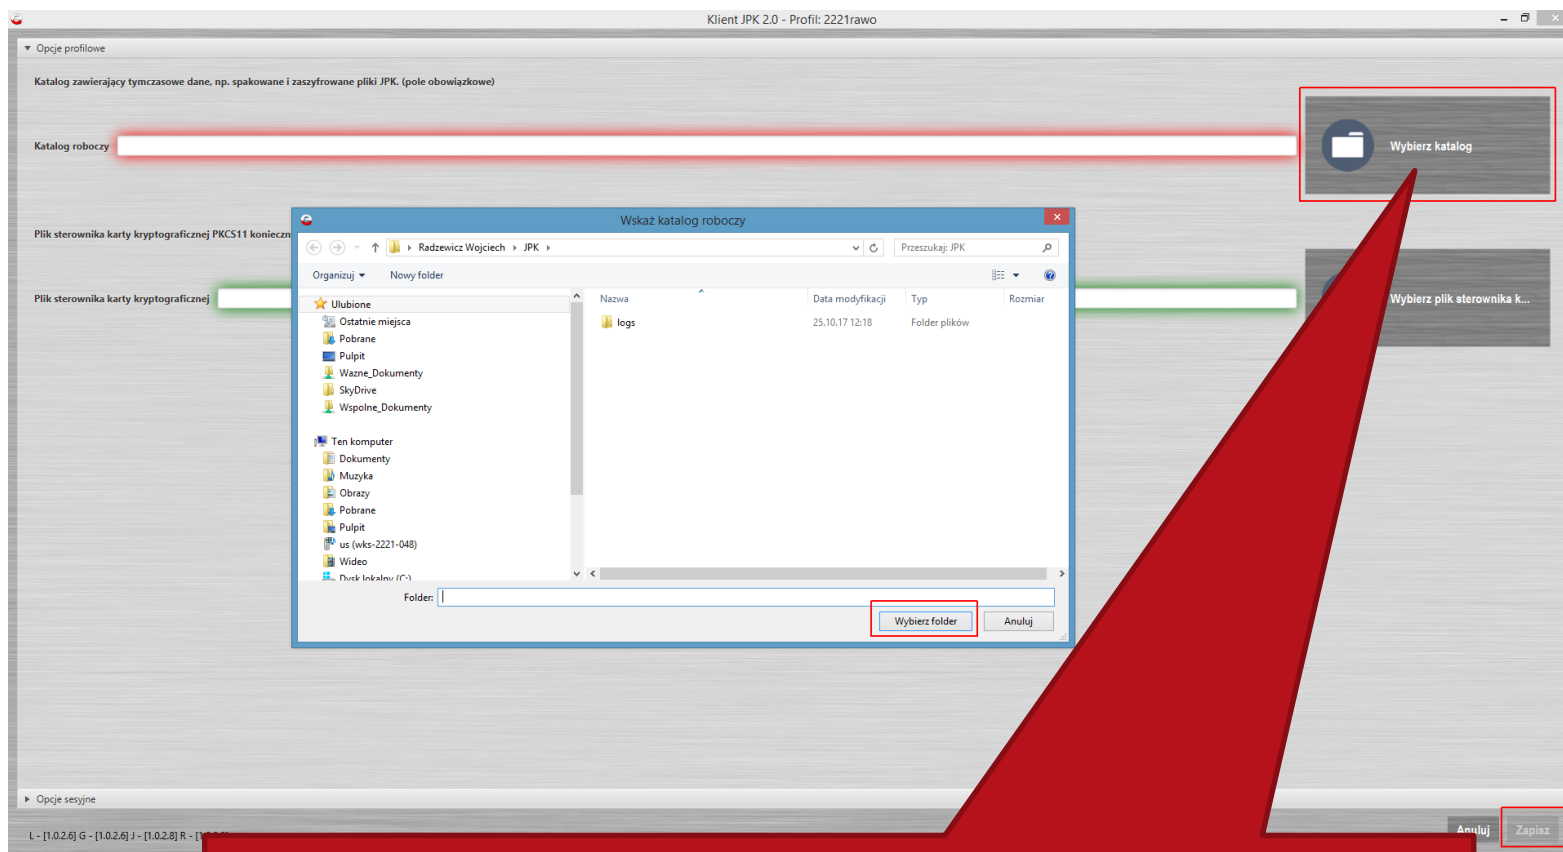 Klient JPK 2.0 - Profil: 2221rawo
Opcje profilowe
Katalog zawierający tymczasowe dane, np. spakowane i zaszyfrowane pliki JPK. (pole obowiązkowe)
Katalog roboczy
Wybierz katalog
Wskaż katalog roboczy
Plik sterownika karty kryptograficznej PKCS11 konieczn
Radzewicz Wojciech JPK
Przeszukaj: JPK
Organizuj Nowy folder
Plik sterownika karty kryptograficznej
Wybierz plik sterownika k...
Nazwa Data modyfikacji Typ Rozmiar
logs 25.10.17 12:18 Folder plików
Ulubione
Ostatnie miejsca
Pobrane
Pulpit
Wazne_Dokumenty
SkyDrive
Wspolne_Dokumenty
Ten komputer
Dokumenty
Muzyka
Obrazy
Pobrane
Pulpit
us (wks-2221-048)
Wideo
Dysk lokalny (C:)
Folder:
Wybierz folder Anuluj
Opcje sesyjne
L - [1.0.2.6] G - [1.0.2.6] J - [1.0.2.8] R -
Anuluj Zapisz